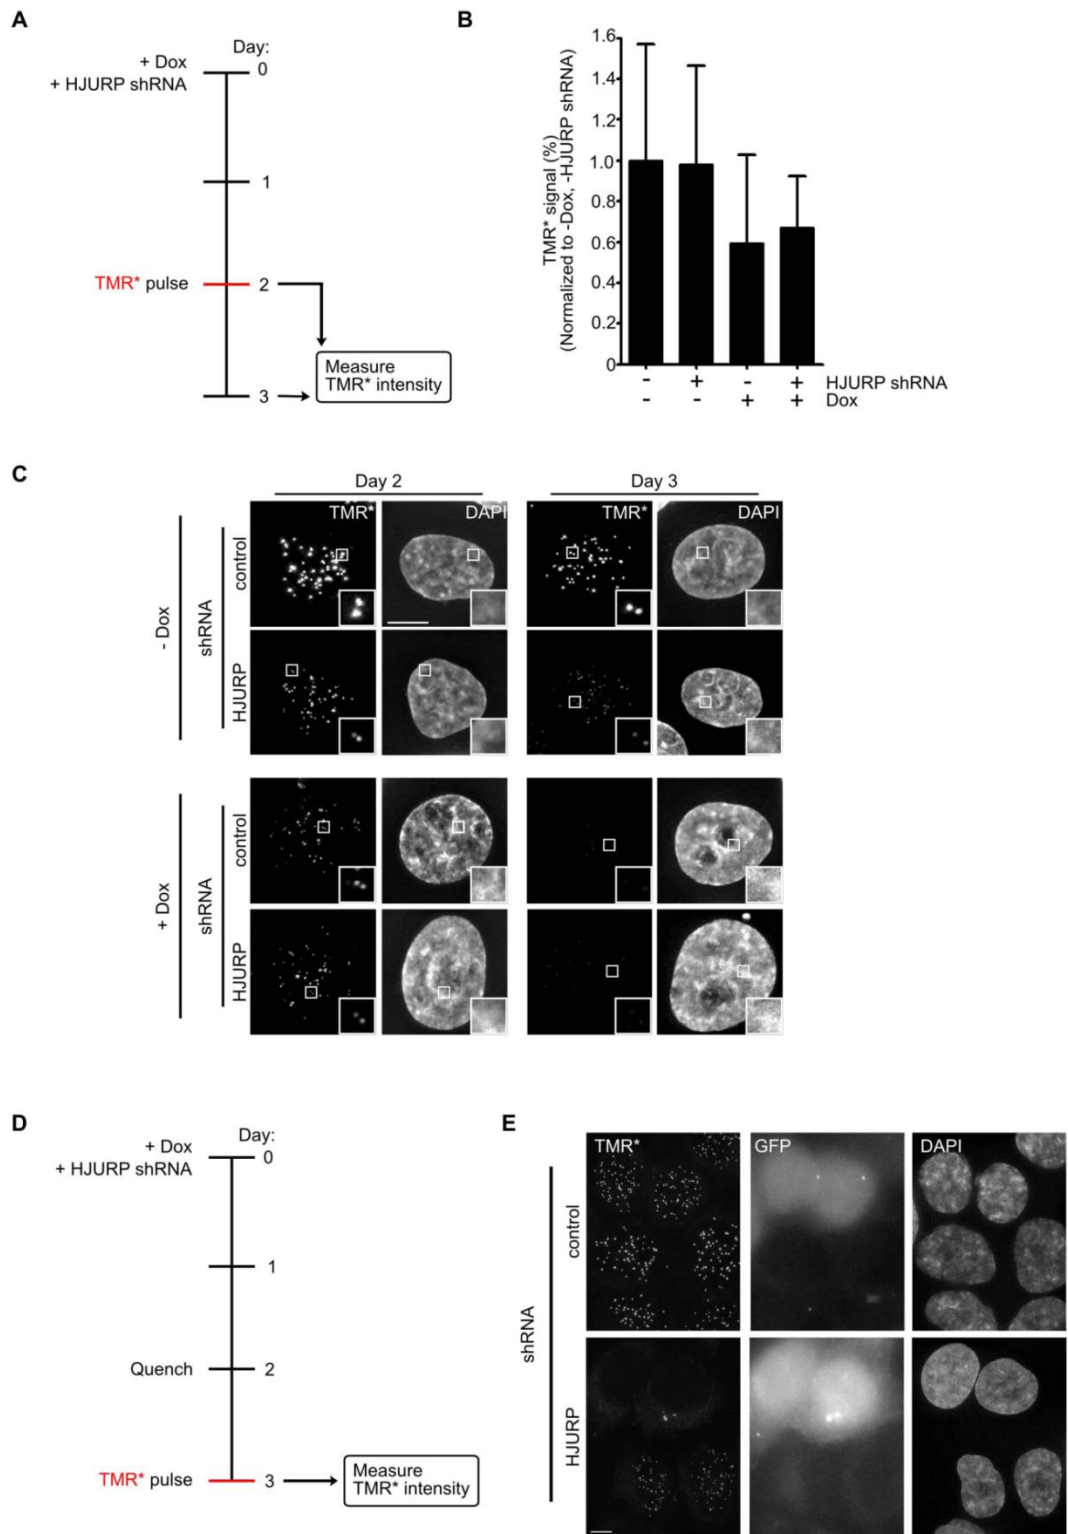 A
Day:
+ Dox
+ HJURP shRNA
0
1
TMR* pulse
2
Measure
TMR* intensity
3
B
TMR* signal (%)
(Normalized to -Dox, -HJURP shRNA)
1.6
1.4
1.2
1.0
0.8
0.6
0.4
0.2
0
- + - + HJURP shRNA
- - + + Dox
C
Day 2
Day 3
TMR*
DAPI
TMR*
DAPI
- Dox
shRNA
control
HJURP
+ Dox
shRNA
control
HJURP
D
Day:
+ Dox
+ HJURP shRNA
0
1
Quench
2
TMR* pulse
3
Measure
TMR* intensity
E
TMR*
GFP
DAPI
shRNA
control
HJURP